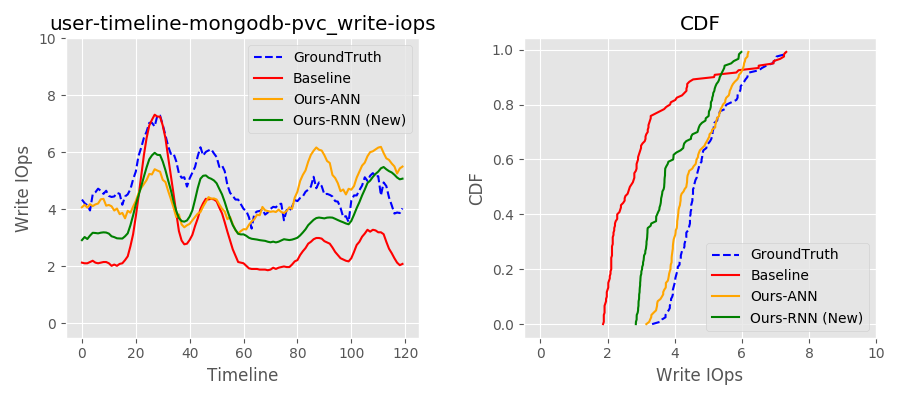 user-timeline-mongodb-pvc_write-iops
Write IOps
10
8
6
4
2
0
GroundTruth
Baseline
Ours-ANN
Ours-RNN (New)
0 20 40 60 80 100 120
Timeline
CDF
CDF
1.0
0.8
0.6
0.4
0.2
0.0
GroundTruth
Baseline
Ours-ANN
Ours-RNN (New)
0 2 4 6 8 10
Write IOps